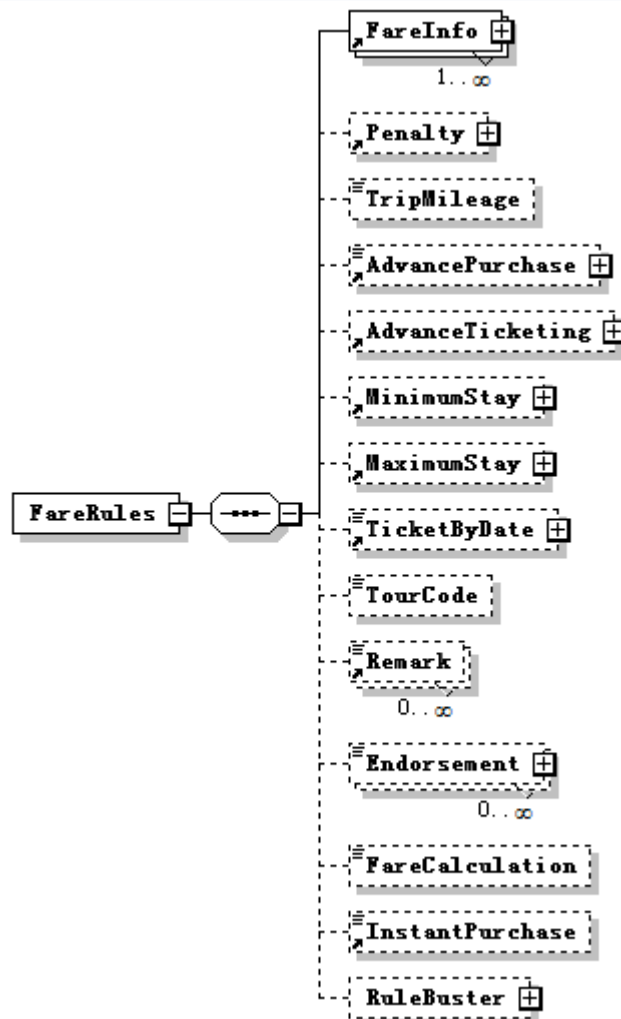 FareInfo
1..∞
Penalty
TripMileage
AdvancePurchase
AdvanceTicketing
MinimumStay
MaximumStay
FareRules
TicketByDate
TourCode
Remark
0..∞
Endorsement
0..∞
FareCalculation
InstantPurchase
RuleBuster